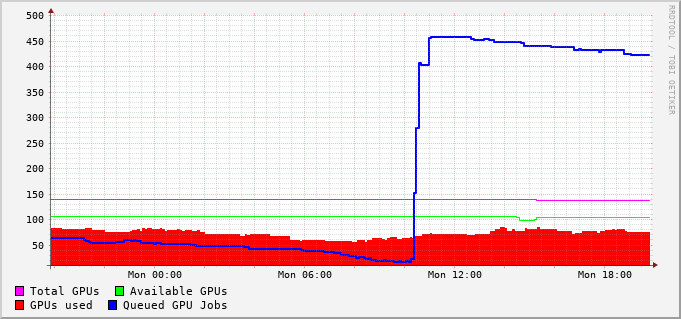 500
450
400
350
300
250
200
150
100
50
Mon 00:00 Mon 06:00 Mon 12:00 Mon 18:00
Total GPUs Available GPUs
GPUs used Queued GPU Jobs
RRDTOOL / TOBI OETIKER